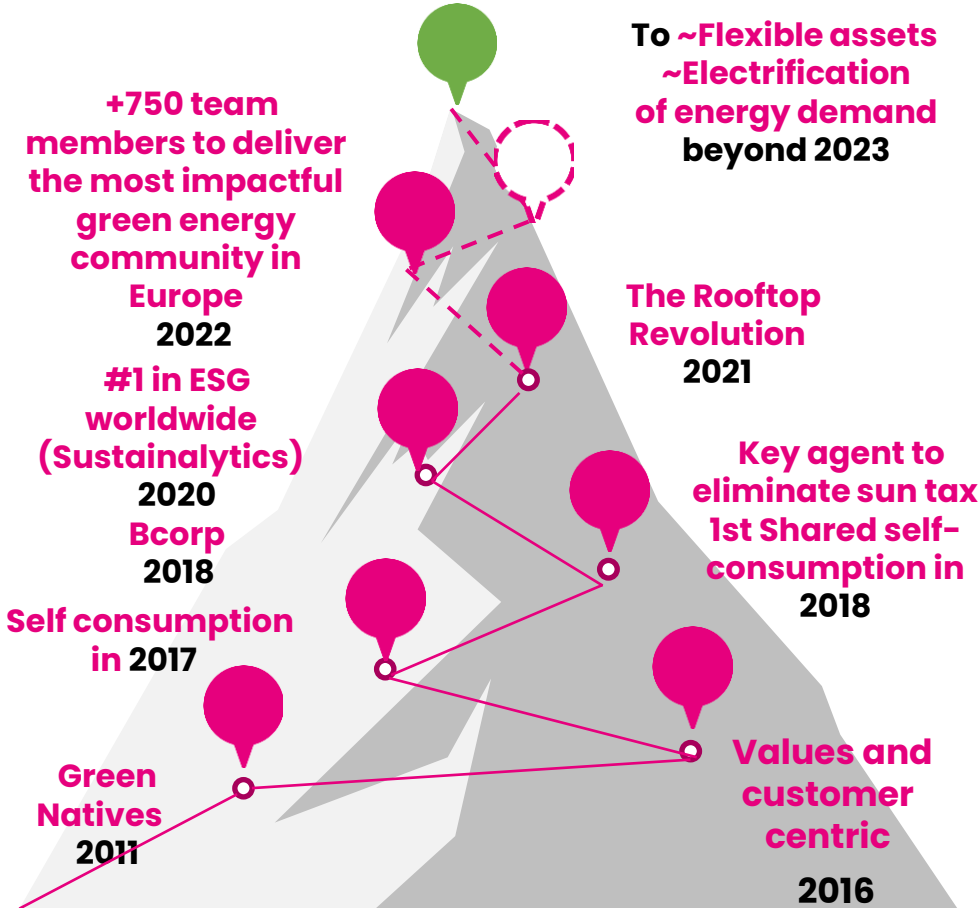 To ~Flexible assets
~Electrification
of energy demand
beyond 2023
+750 team
members to deliver
the most impactful
green energy
community in
Europe
2022
The Rooftop
Revolution
2021
#1 in ESG
worldwide
(Sustainalytics)
2020
Bcorp
2018
Key agent to
eliminate sun tax
1st Shared self-
consumption in
2018
Self consumption
in 2017
Values and
customer
centric
2016
Green
Natives
2011